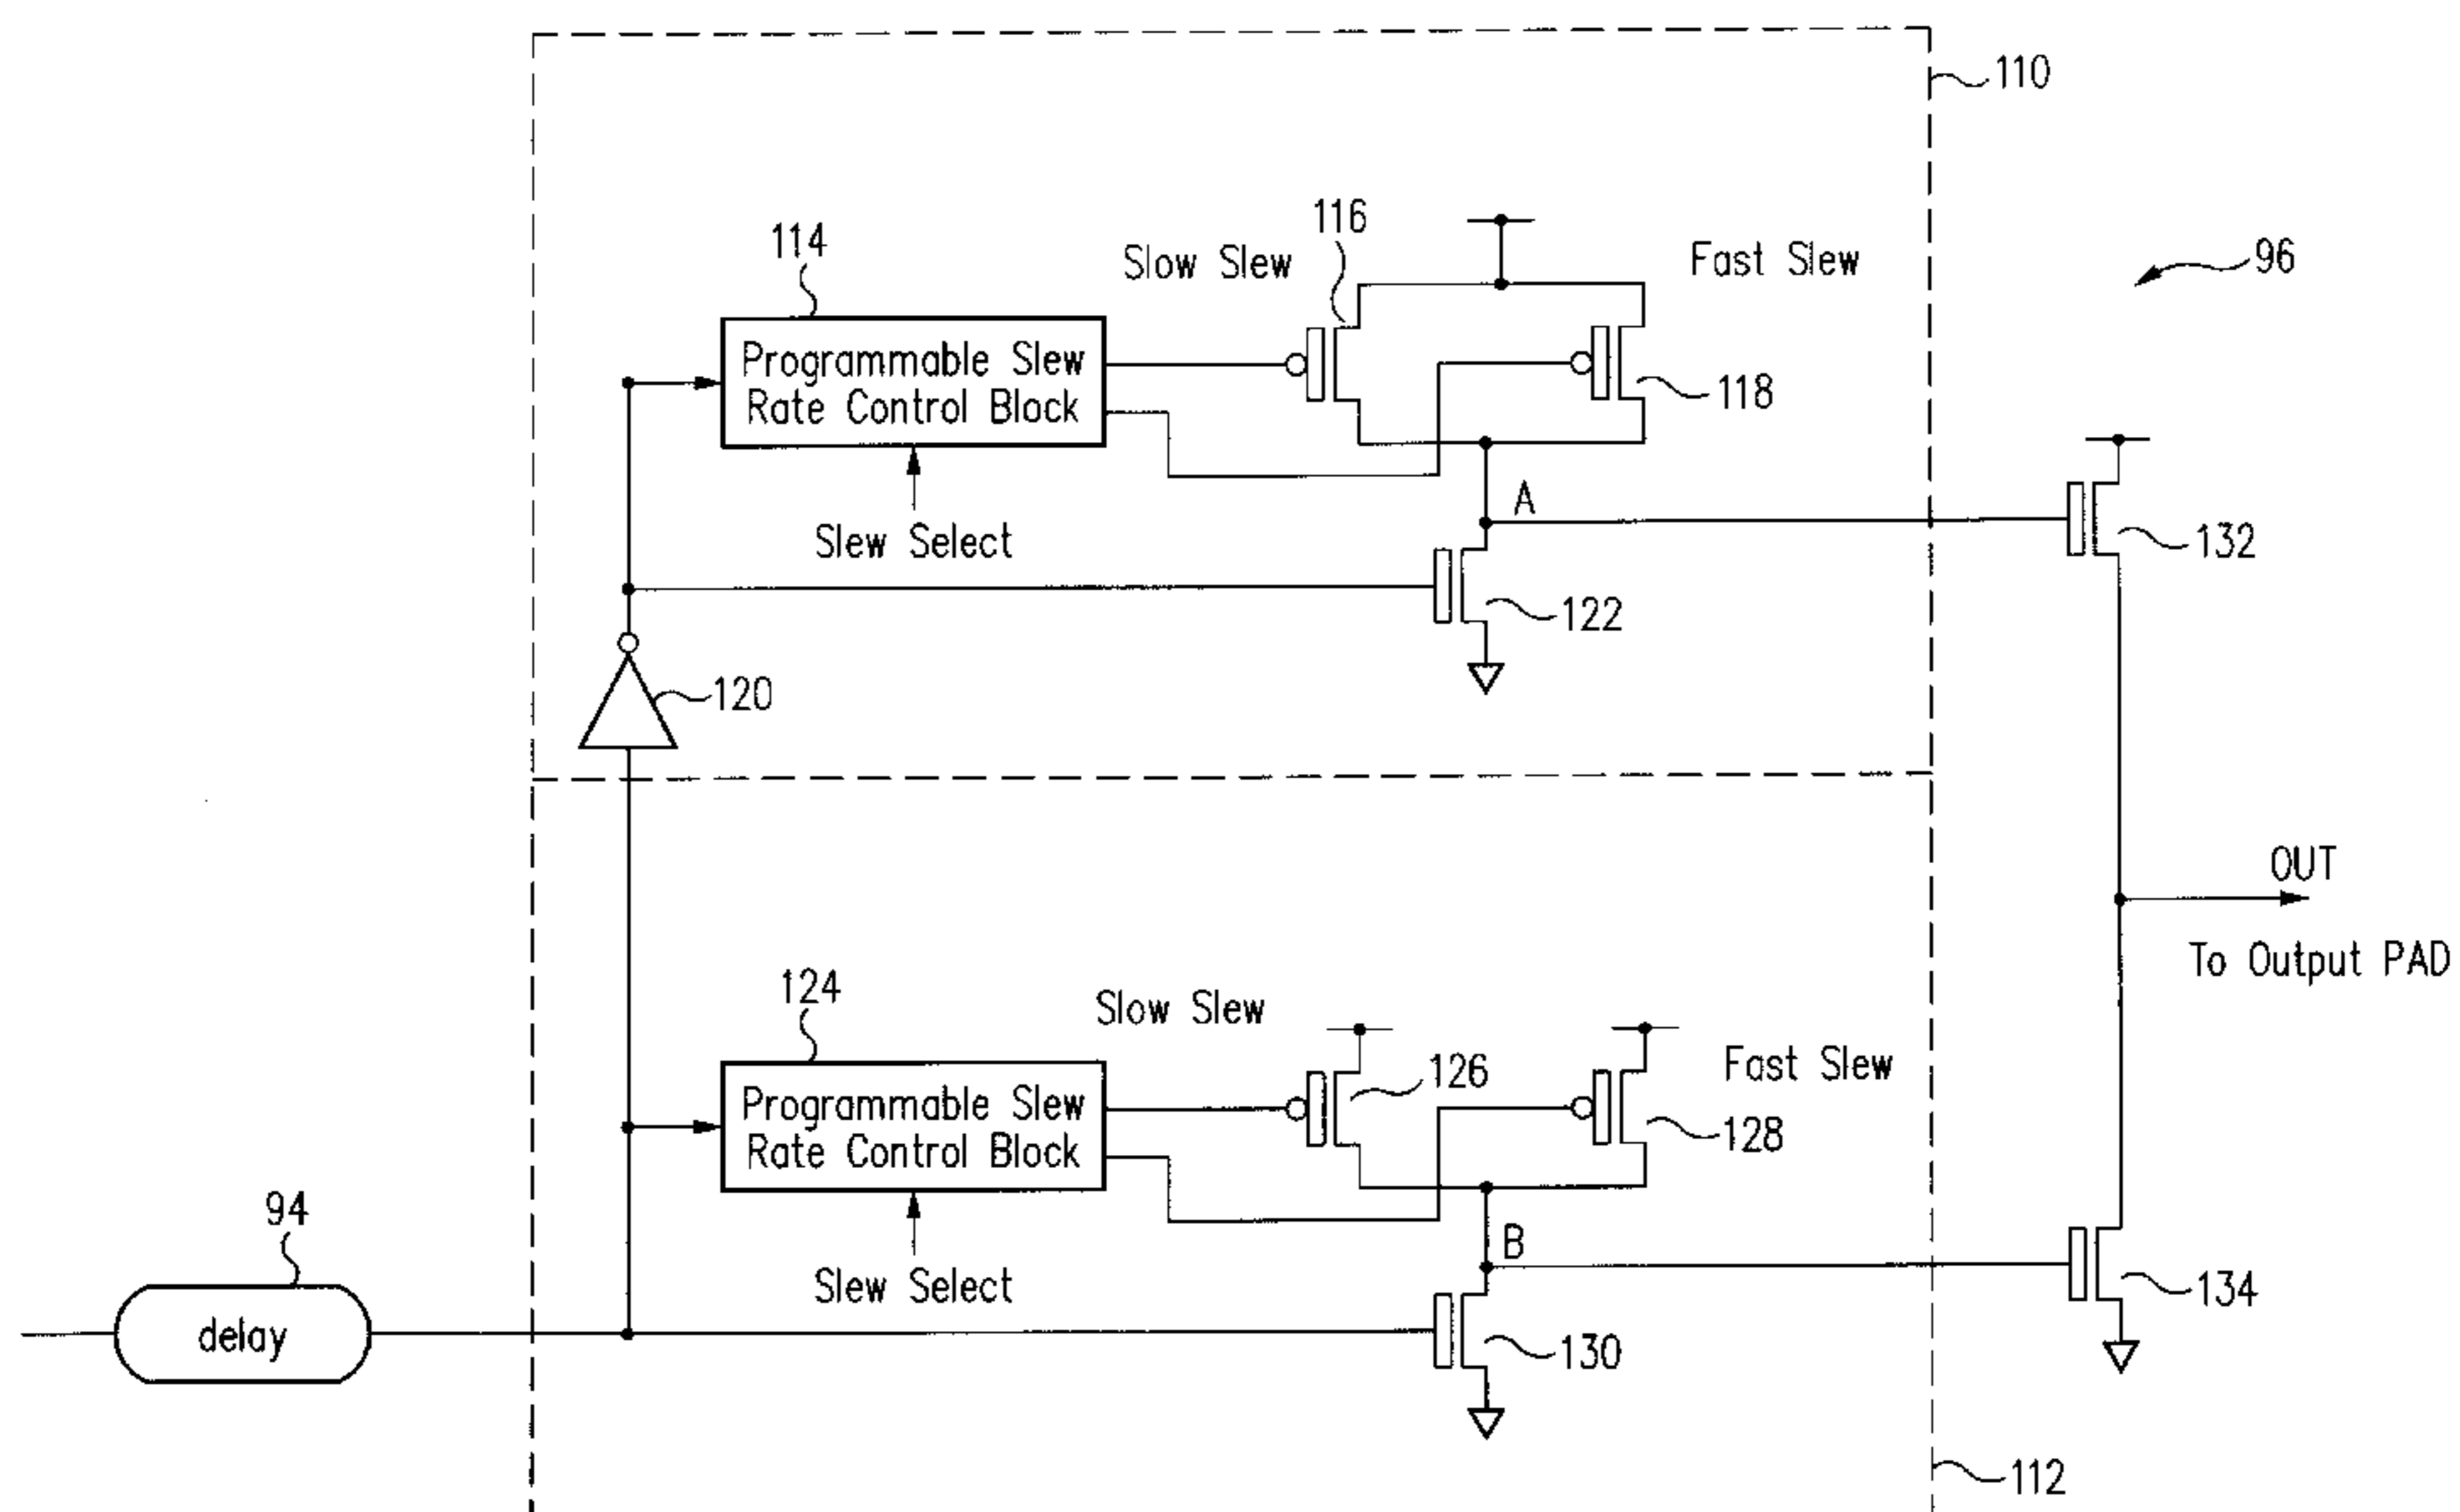 110
116
114
Slow Slew
Fast Slew
96
Programmable Slew
Rate Control Block
118
A
Slew Select
132
122
120
OUT
To Output PAD
124
Slow Slew
126
Fast Slew
Programmable Slew
Rate Control Block
128
94
B
Slew Select
134
delay
130
112